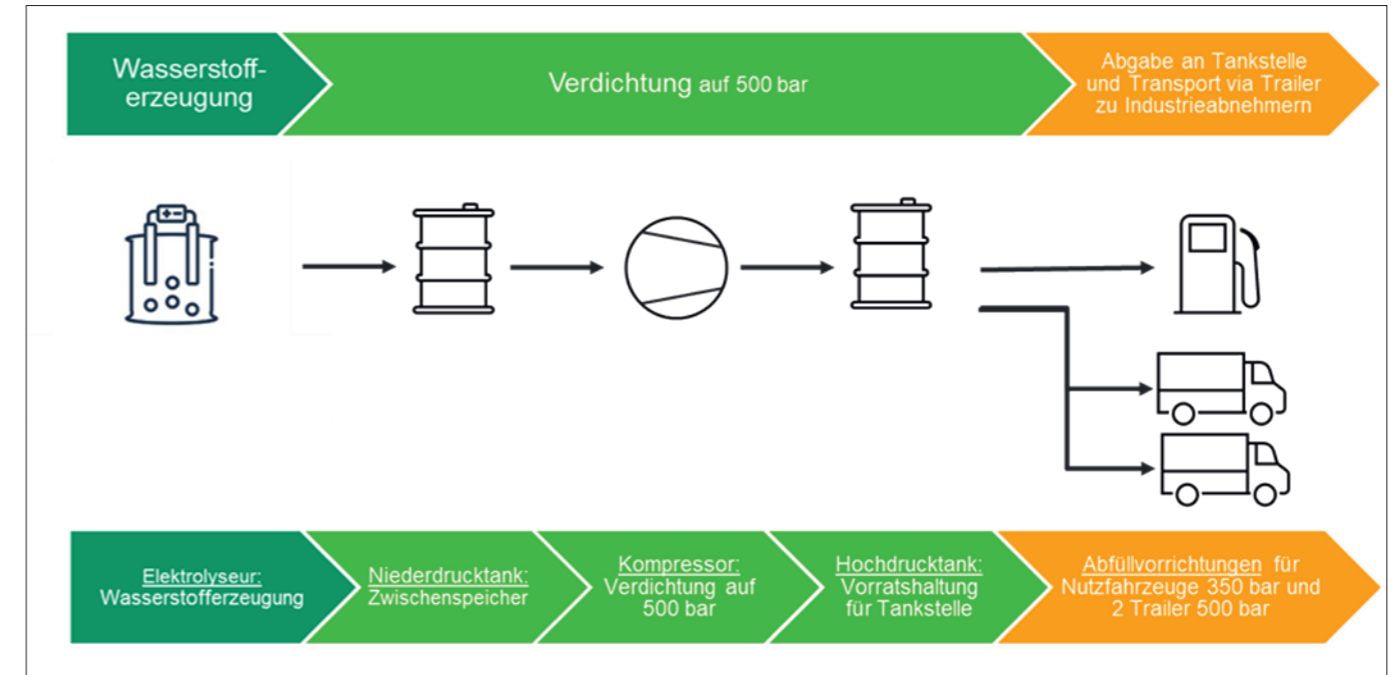 Wasserstoff-
erzeugung
Verdichtung auf 500 bar
Abgabe an Tankstelle
und Transport via Trailer
zu Industrieabnehmern
Elektrolyseur:
Wasserstofferzeugung
Niederdrucktank:
Zwischenspeicher
Kompressor:
Verdichtung auf
500 bar
Hochdrucktank:
Vorratshaltung
für Tankstelle
Abfüllvorrichtungen für
Nutzfahrzeuge 350 bar und
2 Trailer 500 bar